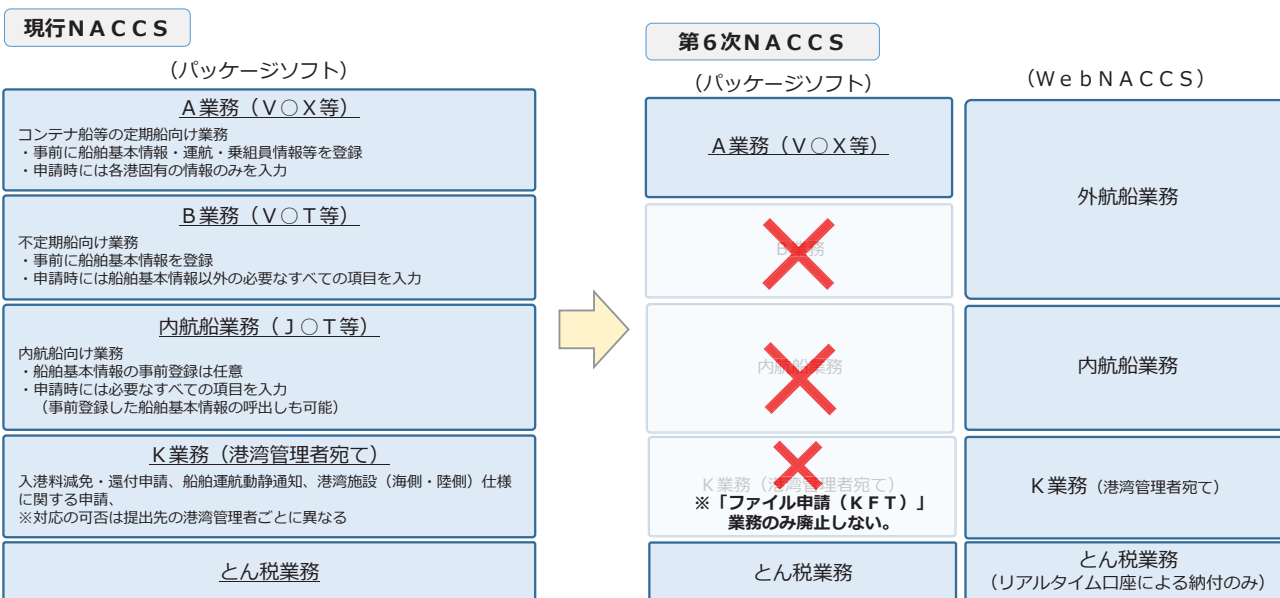 現行NACCS
（パッケージソフト）
A業務（V○X等）
コンテナ船等の定期船向け業務
・事前に船舶基本情報・運航・乗組員情報等を登録
・申請時には各港固有の情報のみを入力
B業務（V○T等）
不定期船向け業務
・事前に船舶基本情報を登録
・申請時には船舶基本情報以外の必要なすべての項目を入力
内航船業務（J○T等）
内航船向け業務
・船舶基本情報の事前登録は任意
・申請時には必要なすべての項目を入力
（事前登録した船舶基本情報の呼出しも可能）
K業務（港湾管理者宛て）
入港料減免・還付申請、船舶運航動静通知、港湾施設（海側・陸側）仕様
に関する申請、
※対応の可否は提出先の港湾管理者ごとに異なる
とん税業務
第6次NACCS
（パッケージソフト）
A業務（V○X等）
B業務
内航船業務
K業務（港湾管理者宛て）
※「ファイル申請（KFT）」
業務のみ廃止しない。
とん税業務
（WebNACCS）
外航船業務
内航船業務
K業務（港湾管理者宛て）
とん税業務
（リアルタイム口座による納付のみ）